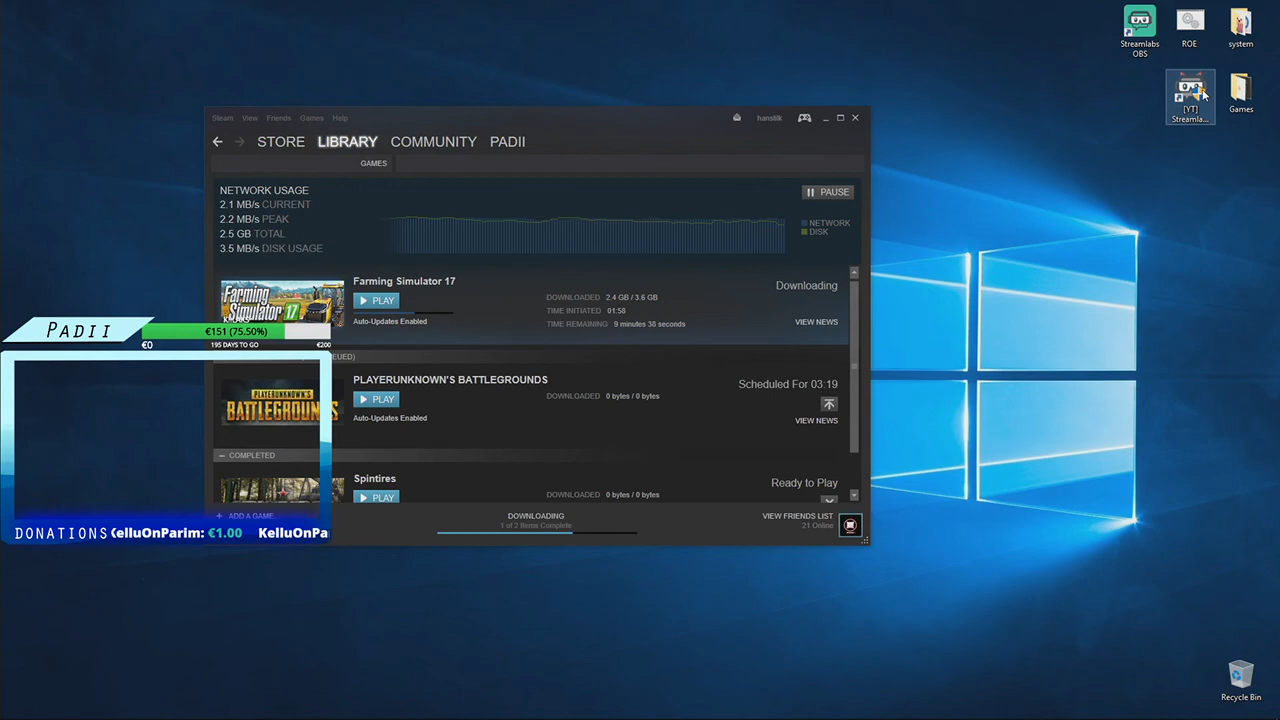 Streamlabs
OBS
ROE
system
[YT]
Streamla...
Games
Steam View Friends Games Help
hanstilk
STORE LIBRARY COMMUNITY PADII
GAMES
NETWORK USAGE
2.1 MB/s CURRENT
2.2 MB/s PEAK
2.5 GB TOTAL
3.5 MB/s DISK USAGE
PAUSE
NETWORK
DISK
Farming
Simulator 17
Farming Simulator 17
PLAY
Auto-Updates Enabled
DOWNLOADED 2.4 GB / 3.6 GB
TIME INITIATED 01:58
TIME REMAINING 9 minutes 38 seconds
Downloading
VIEW NEWS
PADII
€151 (75.50%)
€0
195 DAYS TO GO
€200
PLAYERUNKNOWN'S
BATTLEGROUNDS
PLAYERUNKNOWN'S BATTLEGROUNDS
PLAY
Auto-Updates Enabled
DOWNLOADED 0 bytes / 0 bytes
Scheduled For 03:19
VIEW NEWS
COMPLETED
Spintires
PLAY
DOWNLOADED 0 bytes / 0 bytes
Ready to Play
ADD A GAME...
DOWNLOADING
1 of 2 Items Complete
VIEW FRIENDS LIST
21 Online
DONATIONS KelluOnParim: €1.00 KelluOnPa
Recycle Bin